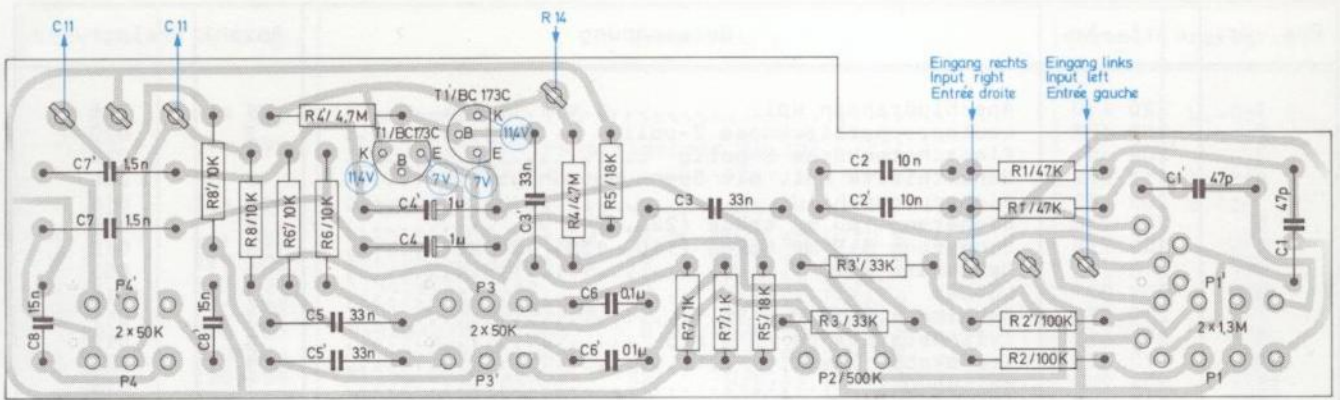 C11
C11
R 14
Eingang rechts
Input right
Entrée droite
Eingang links
Input left
Entrée gauche
T1'/BC 173C
K
B
E
114V
R4'/ 4,7M
T1/BC173C
K
B
E
114V
7V
7V
C7'
1,5n
C7
1,5n
R8'/ 10K
R8/10K
R6'/ 10K
R6/10K
C4'
1µ
C4
1µ
33n
C3'
R4/4,7M
R5'/ 18K
C3
33n
C2
10n
C2'
10n
R1/47K
R1'/47K
C1'
47p
47p
C1
R3'/ 33K
R3/33K
P4'
2 x 50K
P4
15n
C8
15n
C8'
C5
33n
C5'
33n
P3
2 x 50K
P3'
C6
0,1µ
C6'
0,1µ
R7/1K
R7/1K
R5/18K
P2/500K
R2'/100K
R2/100K
P1'
2 x 1,3M
P1